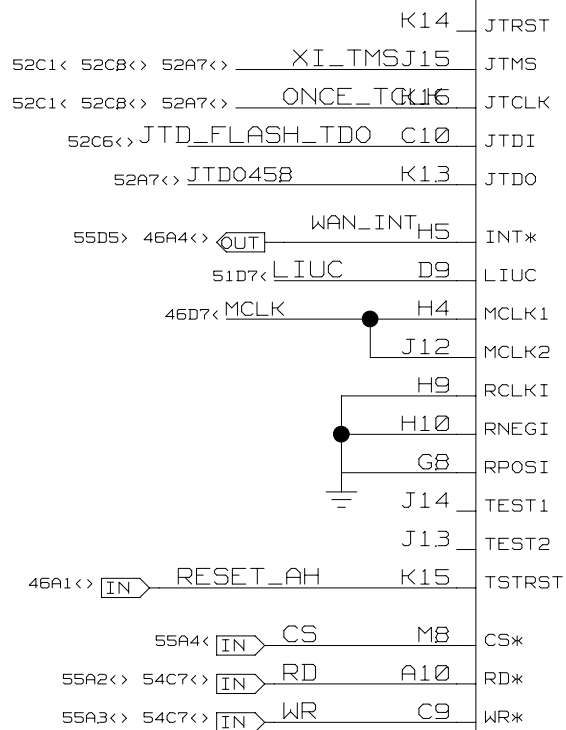 K14 JTRST
52C1< 52C8<> 52A7<> XI_TMS J15 JTMS
52C1< 52C8<> 52A7<> ONCE_TCLK K16 JTCLK
52C6<> JTD_FLASH_TDO C10 JTDI
52A7<> JTDO458 K13 JTDO
55D5> 46A4<> OUT WAN_INT H5 INT*
51D7< LIUC D9 LIUC
46D7< MCLK H4 MCLK1
J12 MCLK2
H9 RCLKI
H10 RNEGI
G8 RPOSI
J14 TEST1
J13 TEST2
46A1<> IN RESET_AH K15 TSTRST
55A4< IN CS M8 CS*
55A2<> 54C7<> IN RD A10 RD*
55A3<> 54C7<> IN WR C9 WR*